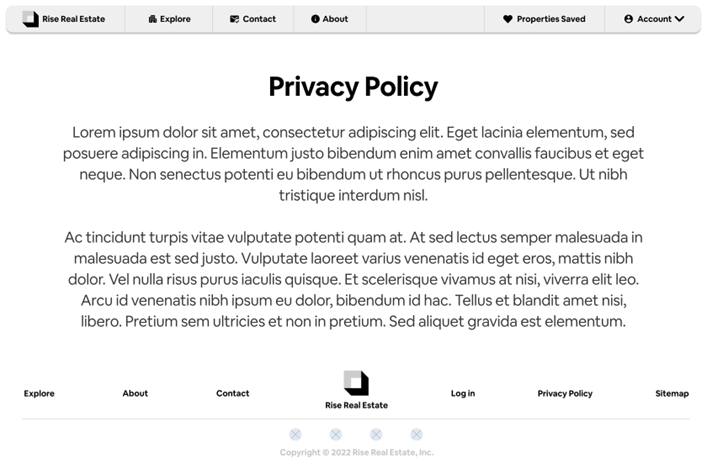 Rise Real Estate
Explore
Contact
About
Properties Saved
Account
Privacy Policy
Lorem ipsum dolor sit amet, consectetur adipiscing elit. Eget lacinia elementum, sed
posuere adipiscing in. Elementum justo bibendum enim amet convallis faucibus et eget
neque. Non senectus potenti eu bibendum ut rhoncus purus pellentesque. Ut nibh
tristique interdum nisl.
Ac tincidunt turpis vitae vulputate potenti quam at. At sed lectus semper malesuada in
malesuada est sed justo. Vulputate laoreet varius venenatis id eget eros, mattis nibh
dolor. Vel nulla risus purus iaculis quisque. Et scelerisque vivamus at nisi, viverra elit leo.
Arcu id venenatis nibh ipsum eu dolor, bibendum id hac. Tellus et blandit amet nisi,
libero. Pretium sem ultricies et non in pretium. Sed aliquet gravida est elementum.
Explore
About
Contact
Rise Real Estate
Log in
Privacy Policy
Sitemap
Copyright © 2022 Rise Real Estate, Inc.